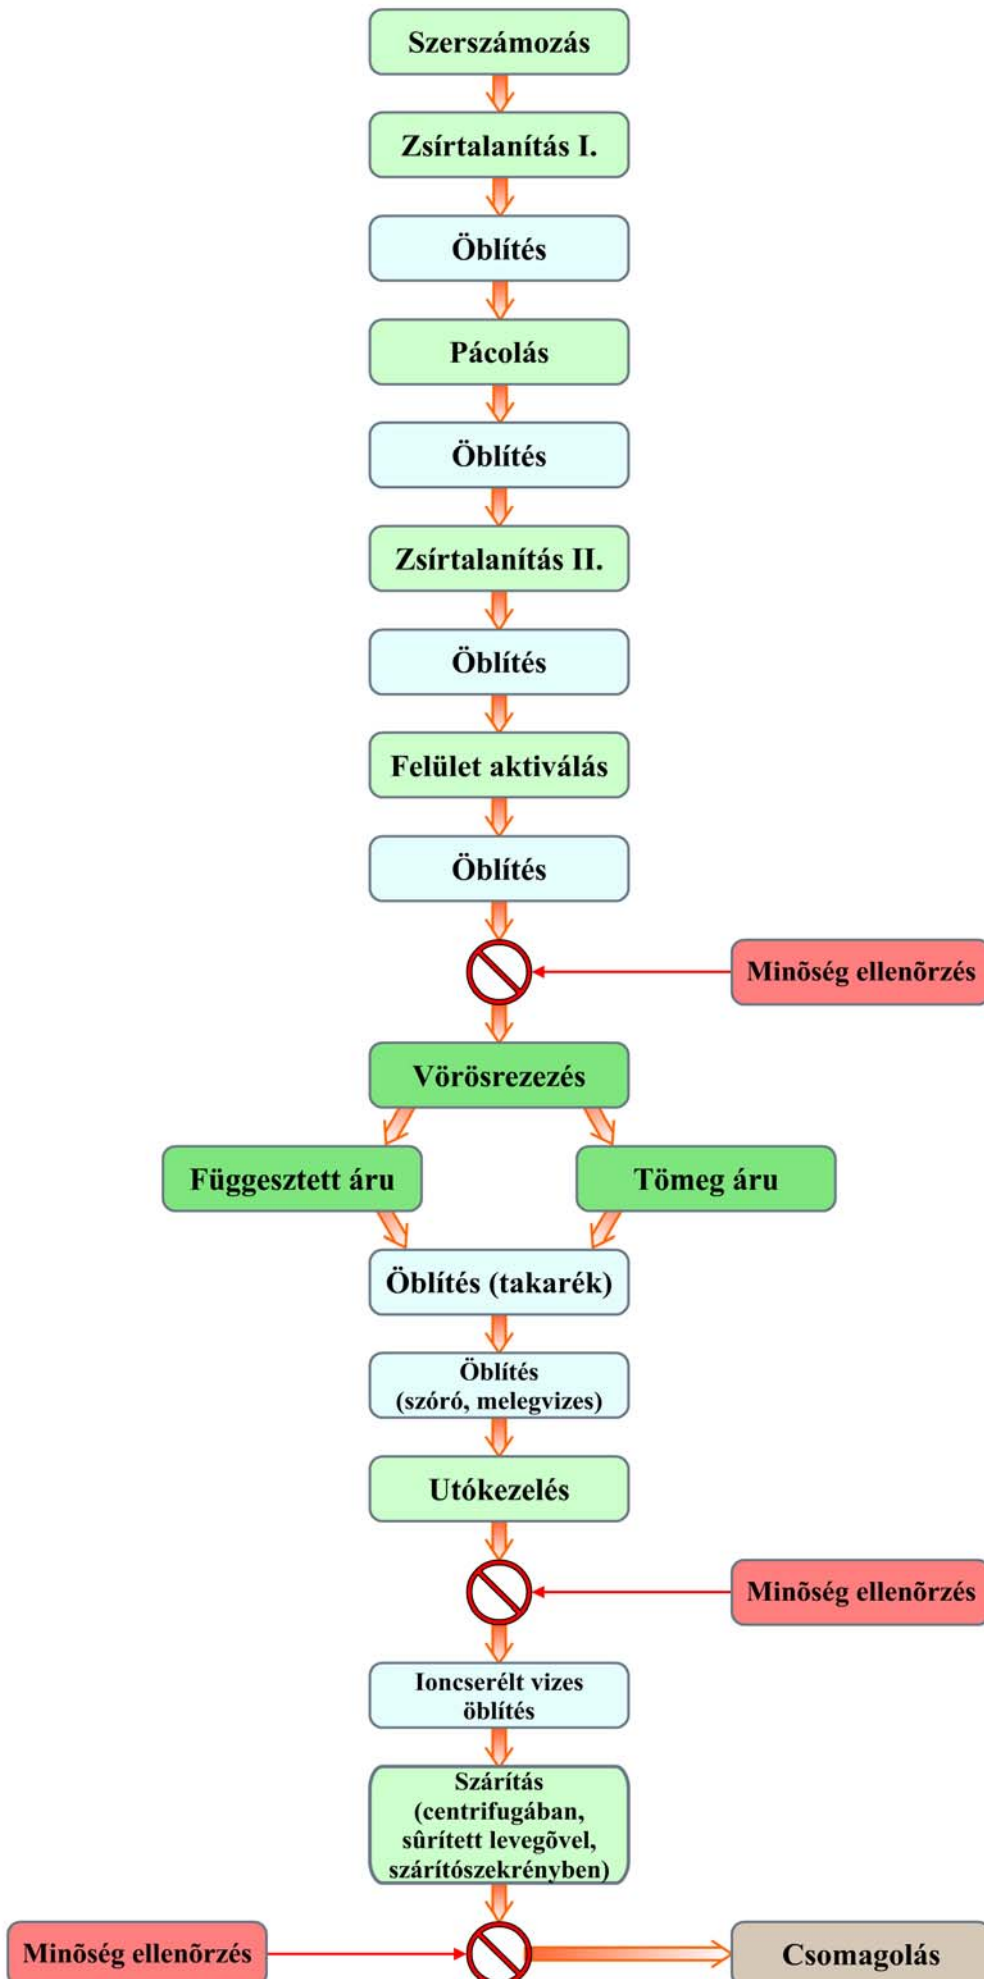 Szerszámozás
Zsírtalanítás I.
Öblítés
Pácolás
Öblítés
Zsírtalanítás II.
Öblítés
Felület aktiválás
Öblítés
Minõség ellenõrzés
Vörösrezezés
Függesztett áru
Tömeg áru
Öblítés (takarék)
Öblítés
(szóró, melegvizes)
Utókezelés
Minõség ellenõrzés
Ioncserélt vizes
öblítés
Szárítás
(centrifugában,
sûrített levegõvel,
szárítószekrényben)
Minõség ellenõrzés
Csomagolás